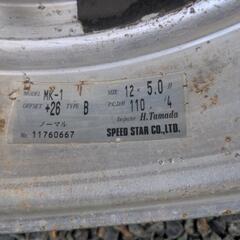 MODEL MK-1 SIZE 12 × 5.0 J
OFFSET +26 TYPE B P.C.D/H 110 / 4
ノーマル Inspector H.Tamada
No 11760667 SPEED STAR CO.,LTD.